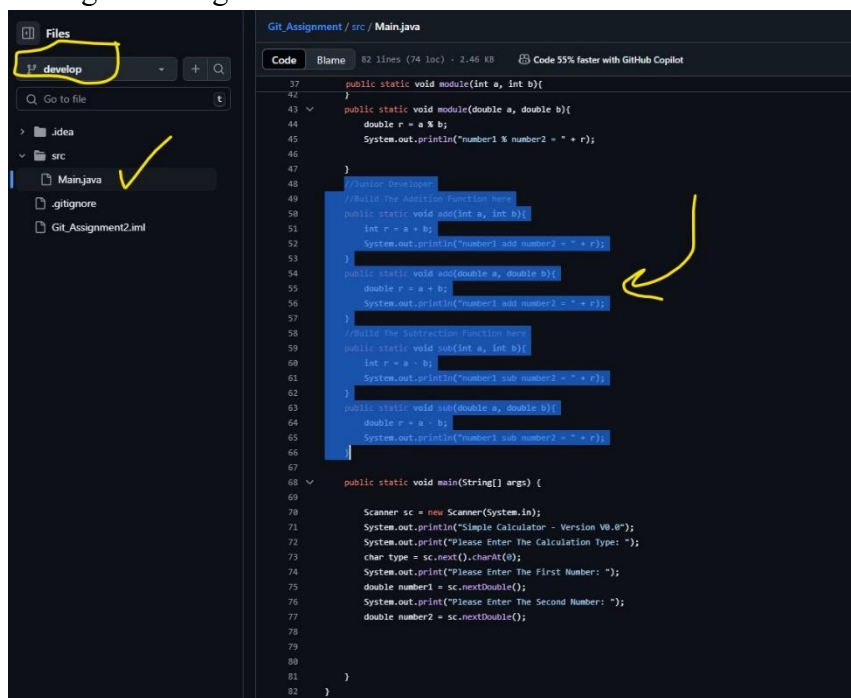 Files
develop
Go to file
t
.idea
src
Main.java
.gitignore
Git_Assignment2.iml
Git_Assignment / src / Main.java
Code Blame 82 lines (74 loc) · 2.46 KB Code 55% faster with GitHub Copilot
37 public static void module(int a, int b){
42 }
43 public static void module(double a, double b){
44 double r = a % b;
45 System.out.println("number1 % number2 = " + r);
46
47 }
48 //Junior Developer
49 //Build The Addition Function here
50 public static void add(int a, int b){
51 int r = a + b;
52 System.out.println("number1 add number2 = " + r);
53 }
54 public static void add(double a, double b){
55 double r = a + b;
56 System.out.println("number1 add number2 = " + r);
57 }
58 //Build The Subtraction Function here
59 public static void sub(int a, int b){
60 int r = a - b;
61 System.out.println("number1 sub number2 = " + r);
62 }
63 public static void sub(double a, double b){
64 double r = a - b;
65 System.out.println("number1 sub number2 = " + r);
66 }
67
68 public static void main(String[] args) {
69
70 Scanner sc = new Scanner(System.in);
71 System.out.println("Simple Calculator - Version V0.0");
72 System.out.print("Please Enter The Calculation Type: ");
73 char type = sc.next().charAt(0);
74 System.out.print("Please Enter The First Number: ");
75 double number1 = sc.nextDouble();
76 System.out.print("Please Enter The Second Number: ");
77 double number2 = sc.nextDouble();
78
79
80
81 }
82 }